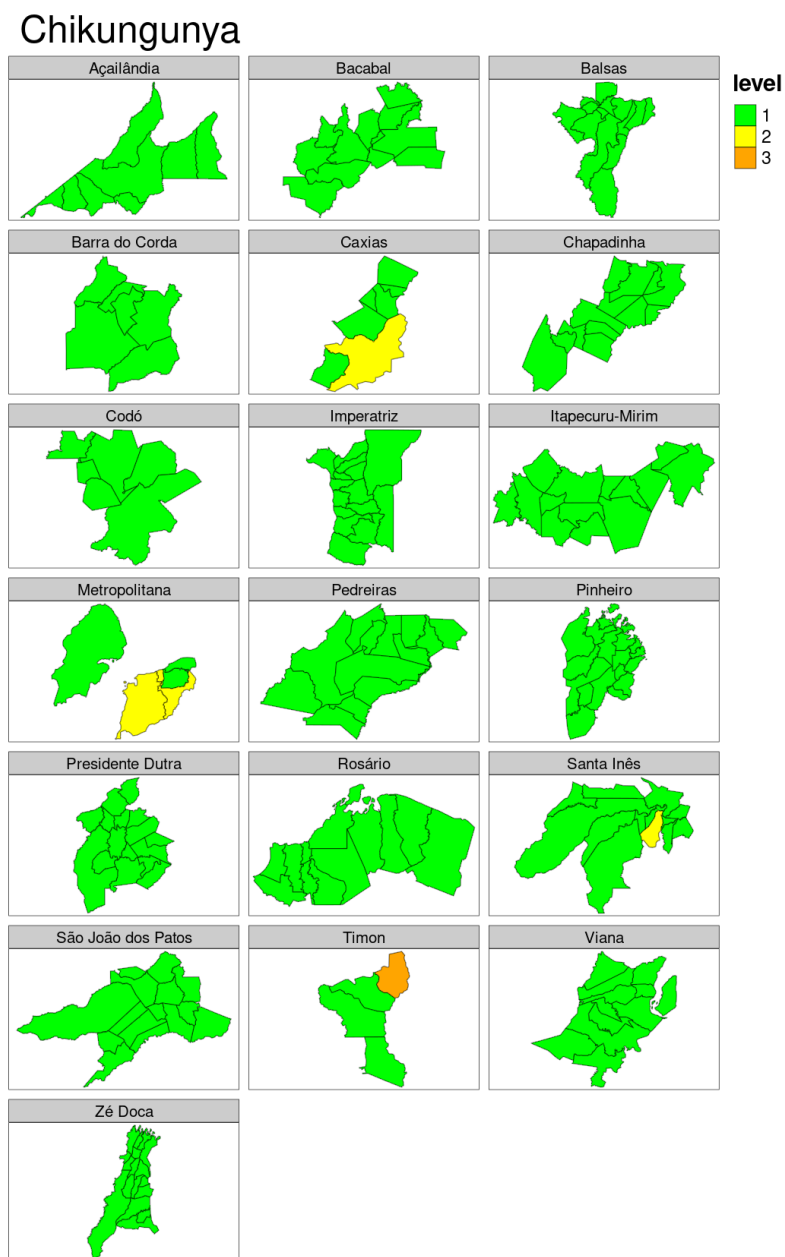 Chikungunya
Açailândia
Bacabal
Balsas
level
1
2
3
Barra do Corda
Caxias
Chapadinha
Codó
Imperatriz
Itapecuru-Mirim
Metropolitana
Pedreiras
Pinheiro
Presidente Dutra
Rosário
Santa Inês
São João dos Patos
Timon
Viana
Zé Doca